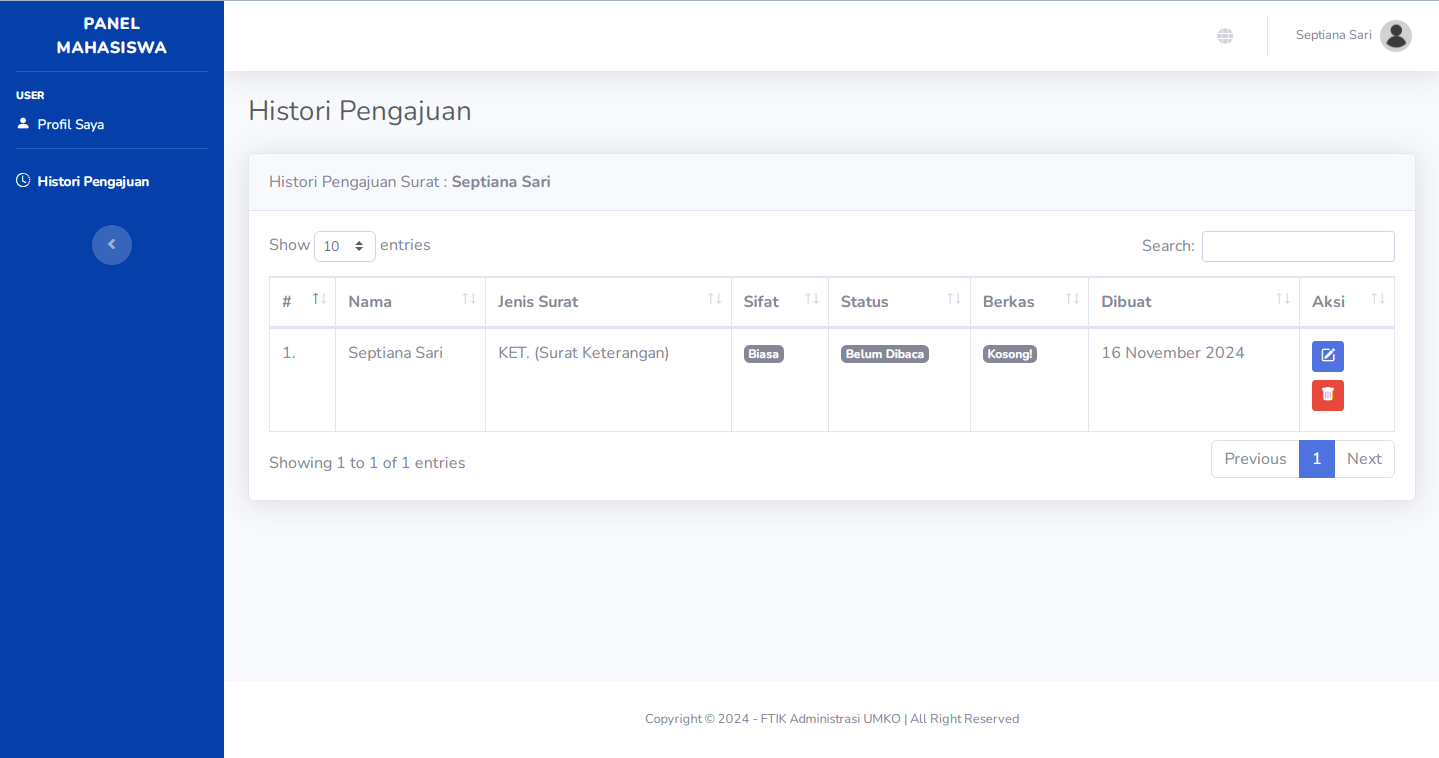 PANEL
MAHASISWA
USER
Profil Saya
Histori Pengajuan
Septiana Sari
Histori Pengajuan
Histori Pengajuan Surat : Septiana Sari
Show 10 entries
Search:
# Nama Jenis Surat Sifat Status Berkas Dibuat Aksi
1. Septiana Sari KET. (Surat Keterangan) Biasa Belum Dibaca Kosong! 16 November 2024
Showing 1 to 1 of 1 entries
Previous 1 Next
Copyright © 2024 - FTIK Administrasi UMKO | All Right Reserved